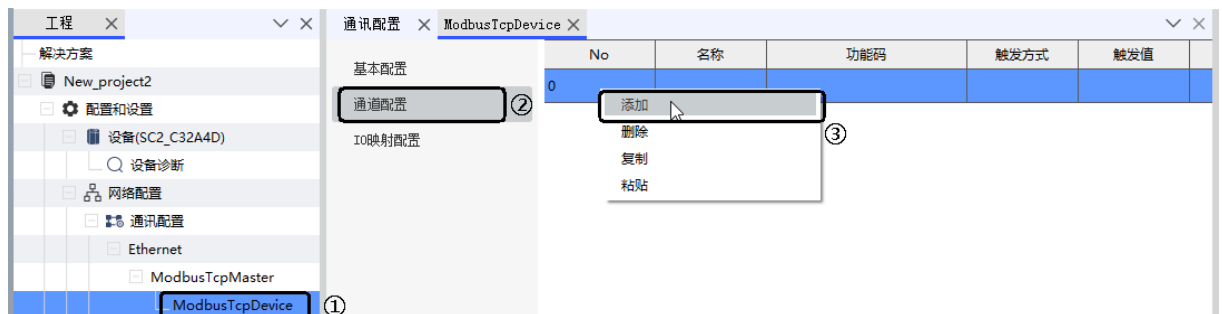 工程
通讯配置 ModbusTcpDevice
解决方案
New_project2
配置和设置
设备(SC2_C32A4D)
设备诊断
网络配置
通讯配置
Ethernet
ModbusTcpMaster
ModbusTcpDevice ①
基本配置
通道配置 ②
IO映射配置
No 名称 功能码 触发方式 触发值
0
添加
删除 ③
复制
粘贴